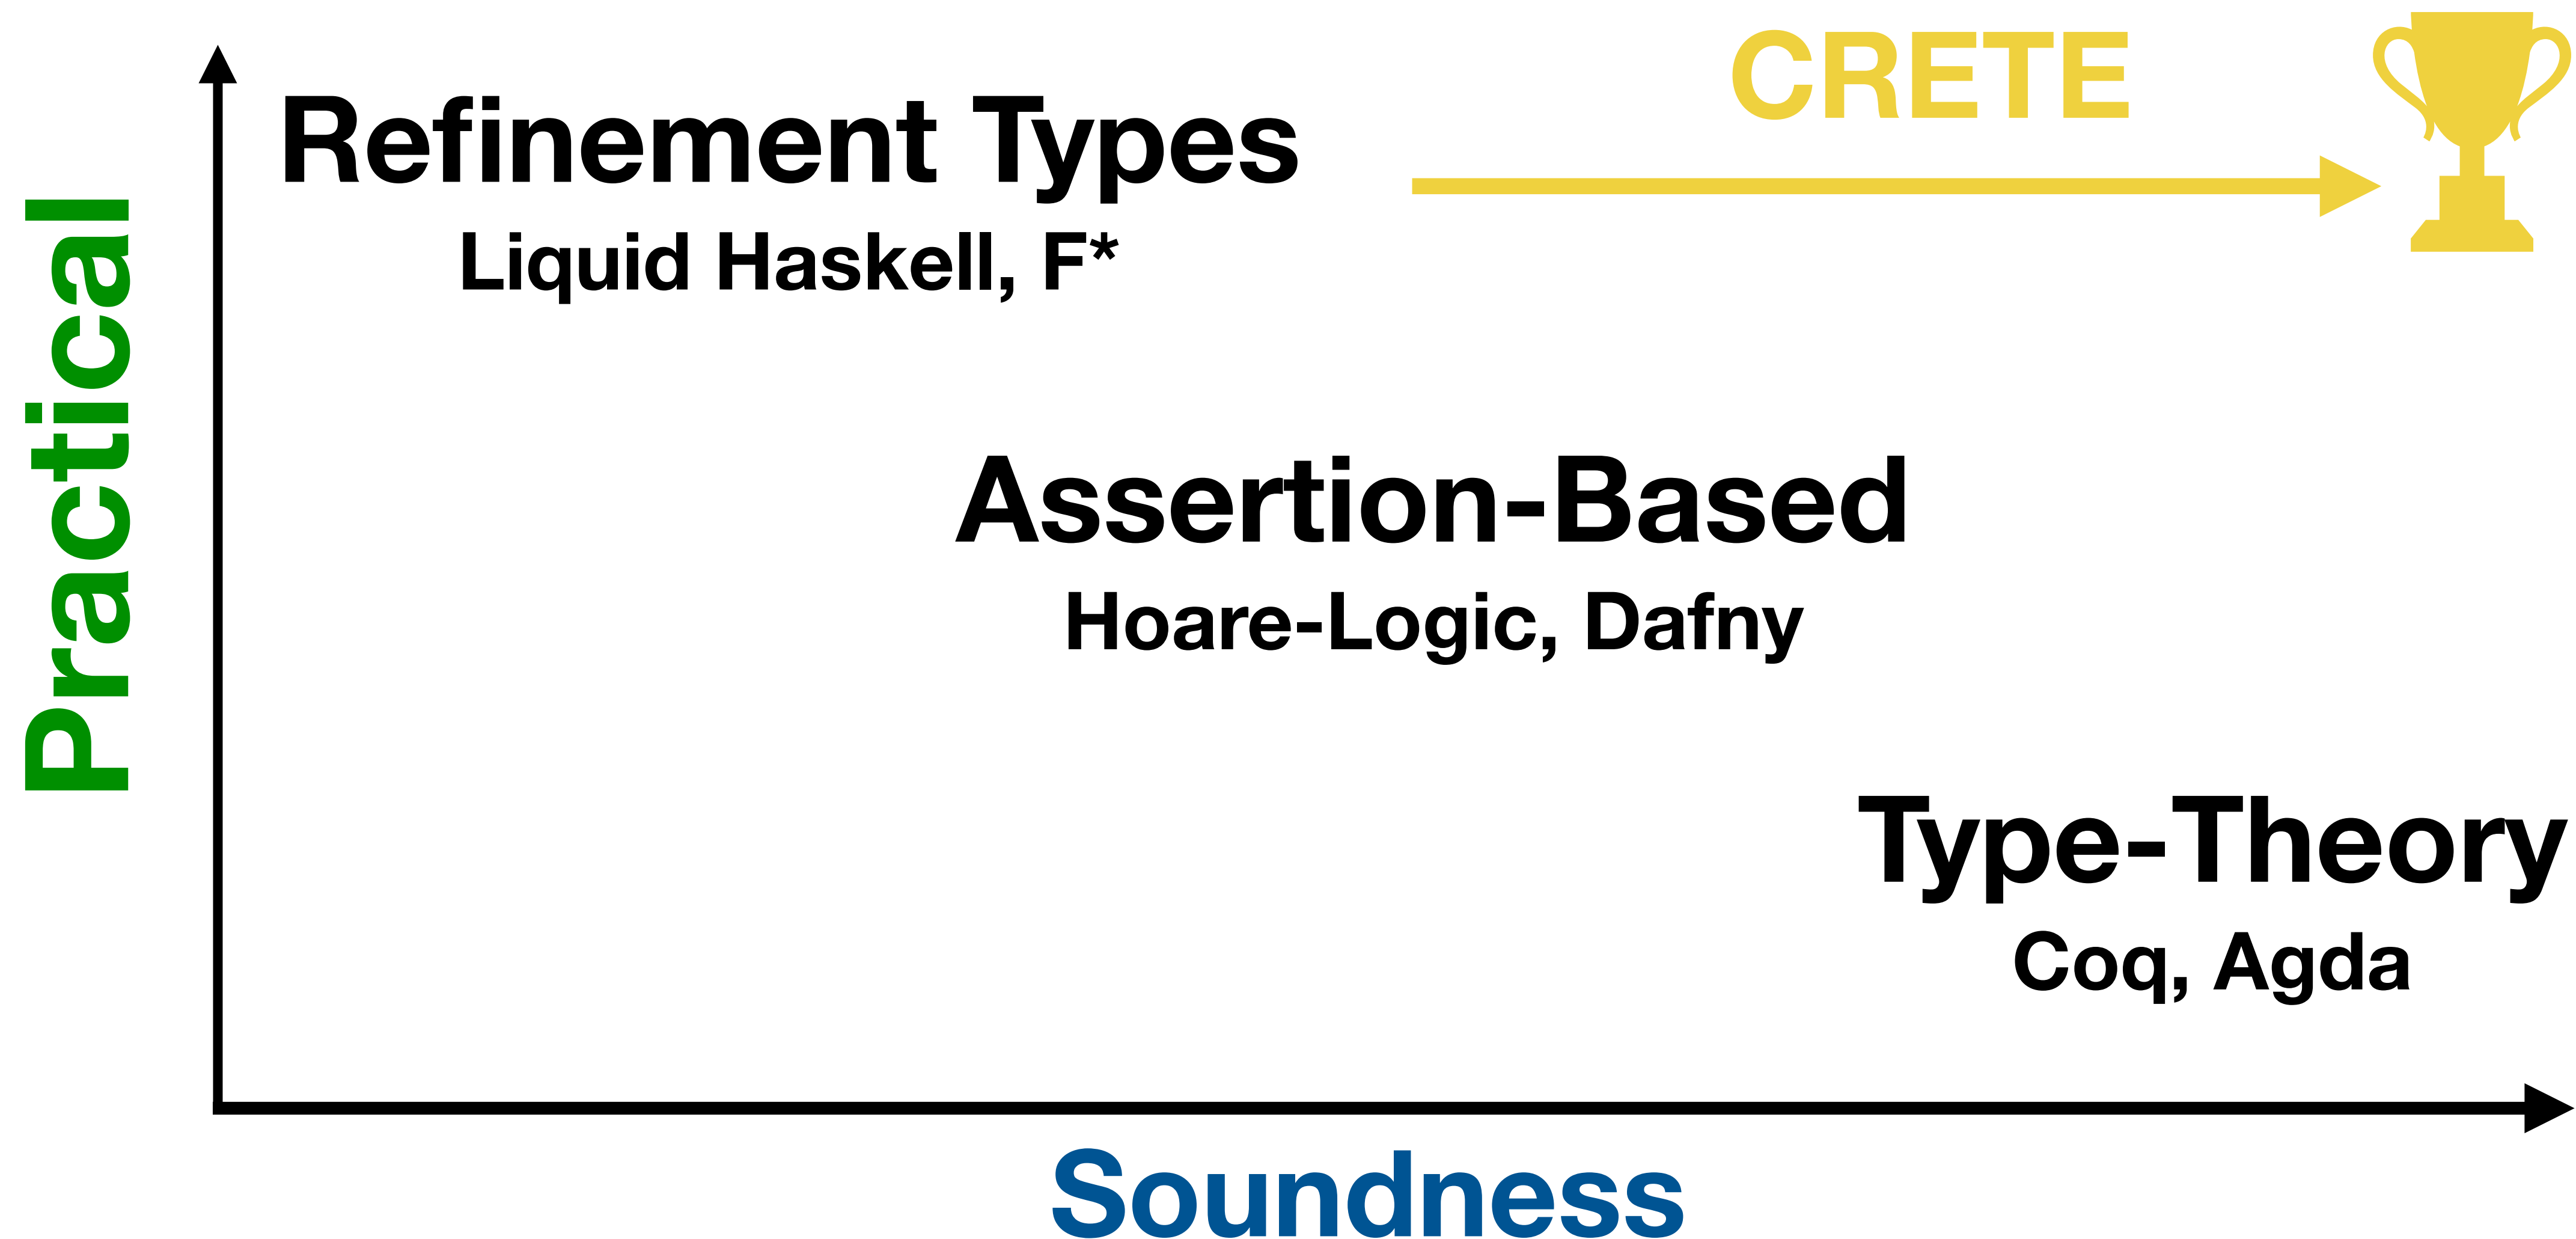 CRETE
Refinement Types
Liquid Haskell, F*
Practical
Assertion-Based
Hoare-Logic, Dafny
Type-Theory
Coq, Agda
Soundness